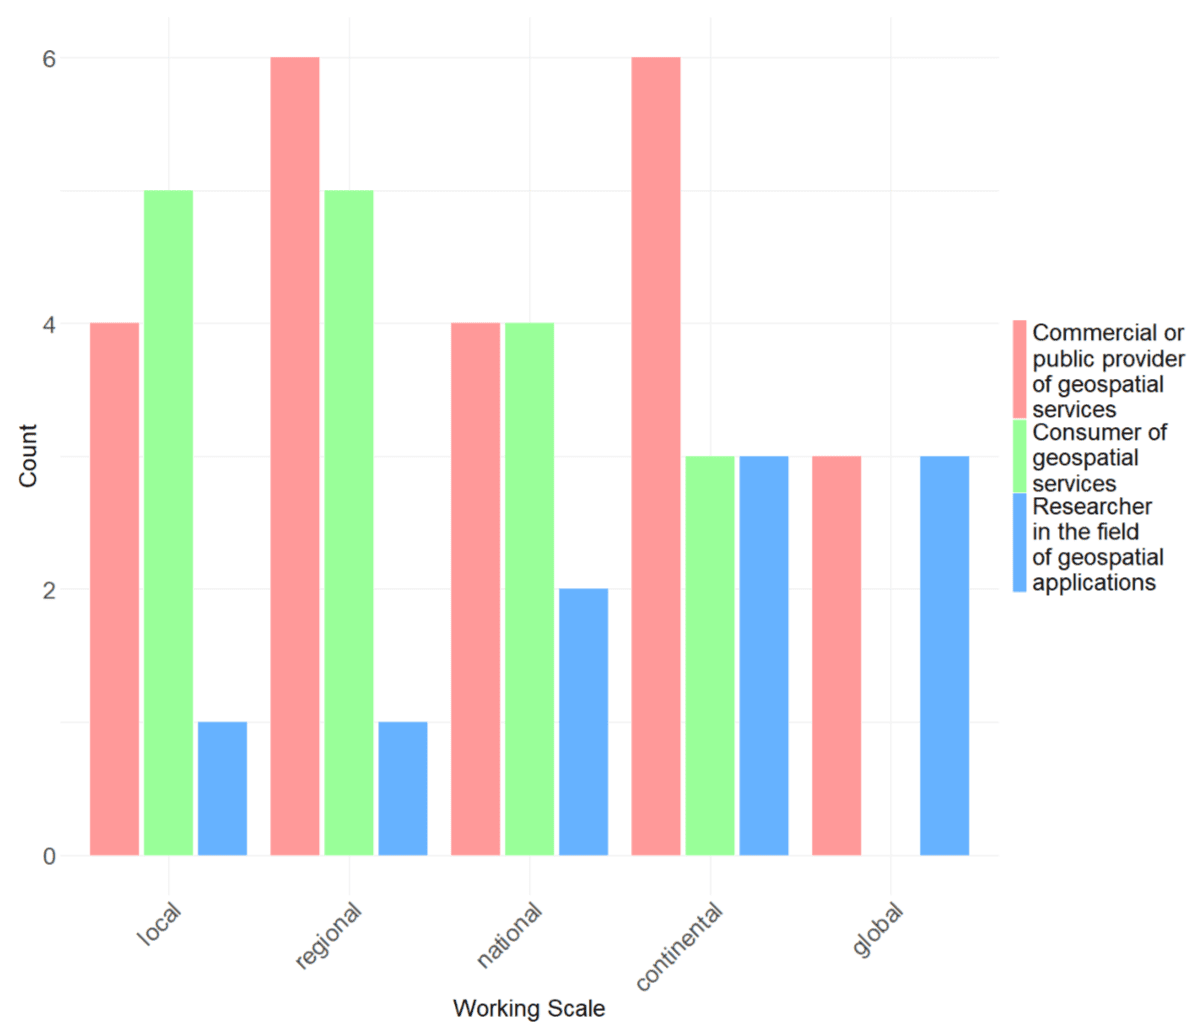 6
4
2
0
Count
local
regional
national
continental
global
Working Scale
Commercial or
public provider
of geospatial
services
Consumer of
geospatial
services
Researcher
in the field
of geospatial
applications